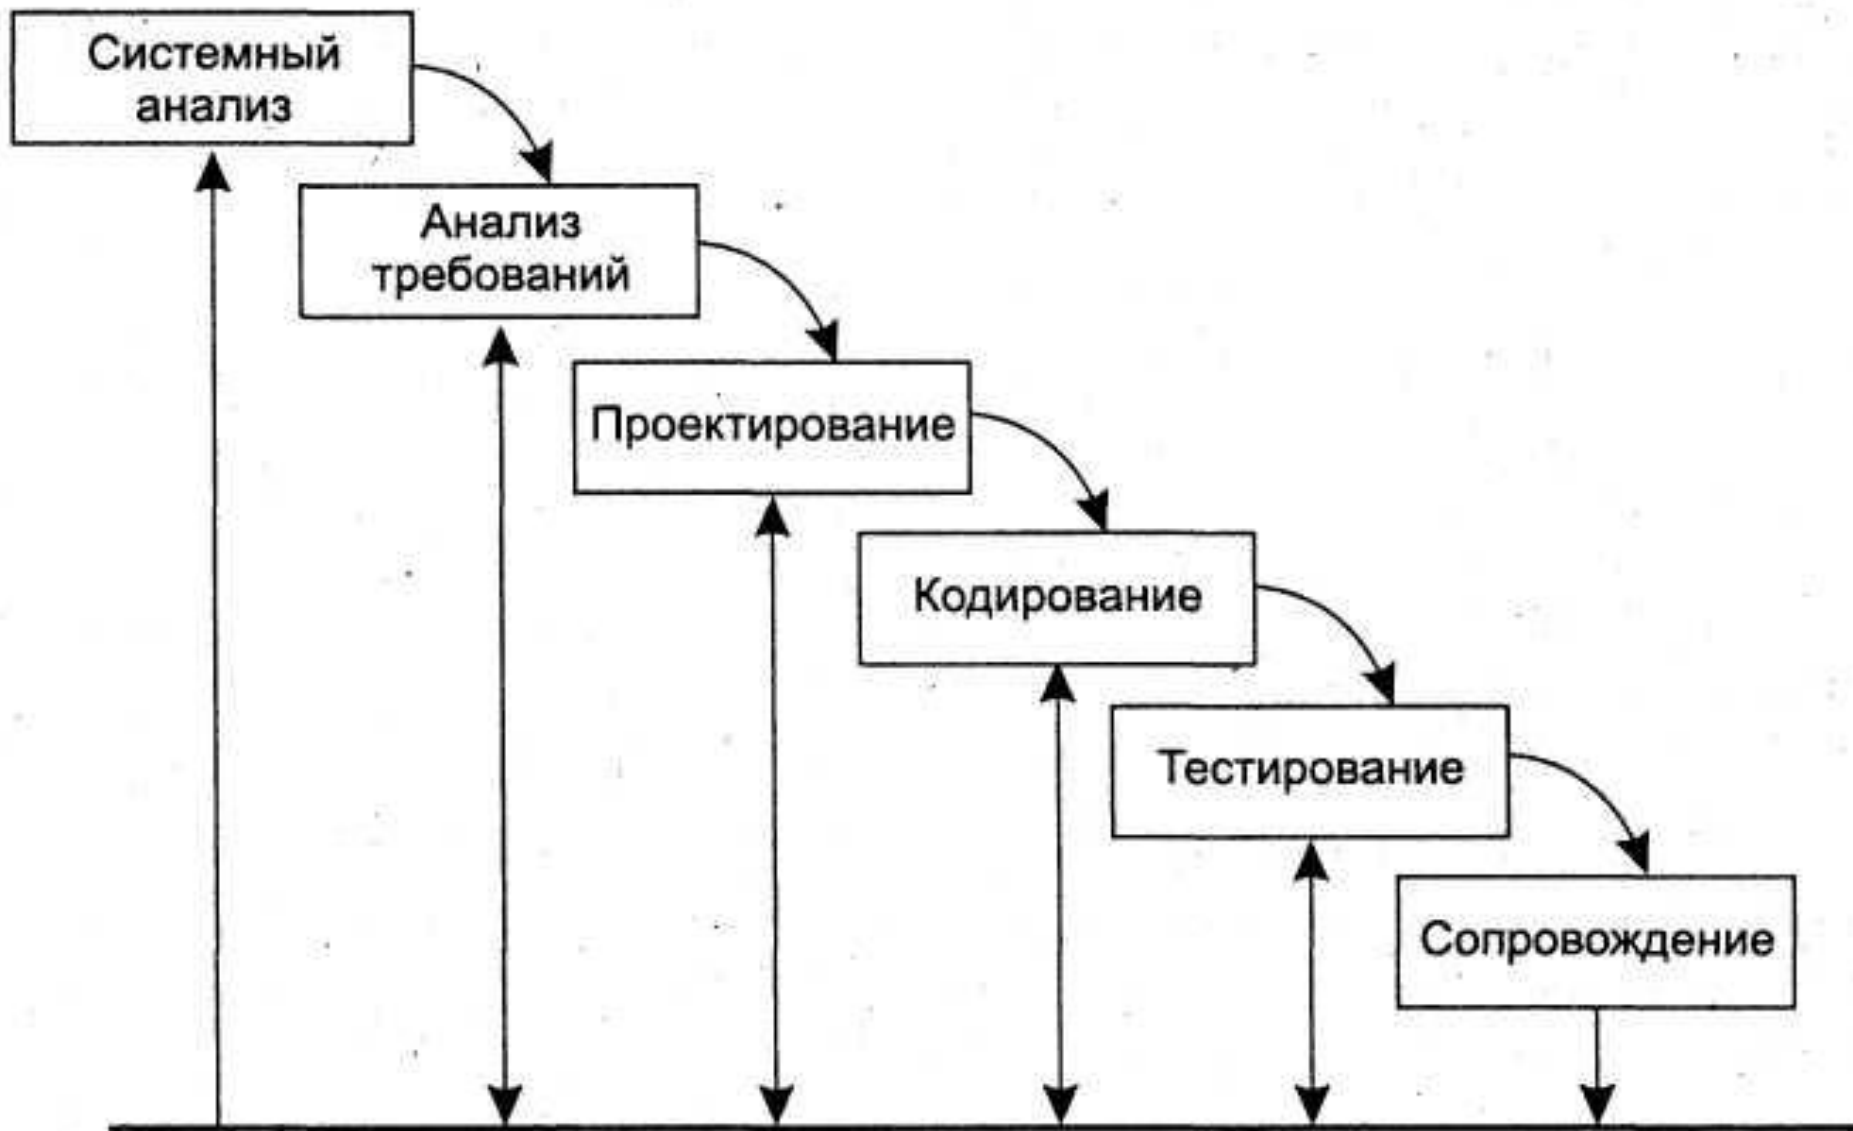 Системный
анализ
Анализ
требований
Проектирование
Кодирование
Тестирование
Сопровождение